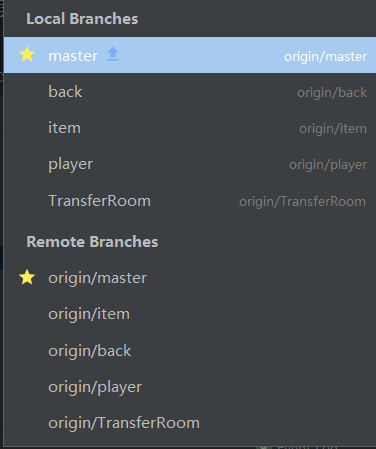 Local Branches
master origin/master
back origin/back
item origin/item
player origin/player
TransferRoom origin/TransferRoom
Remote Branches
origin/master
origin/item
origin/back
origin/player
origin/TransferRoom